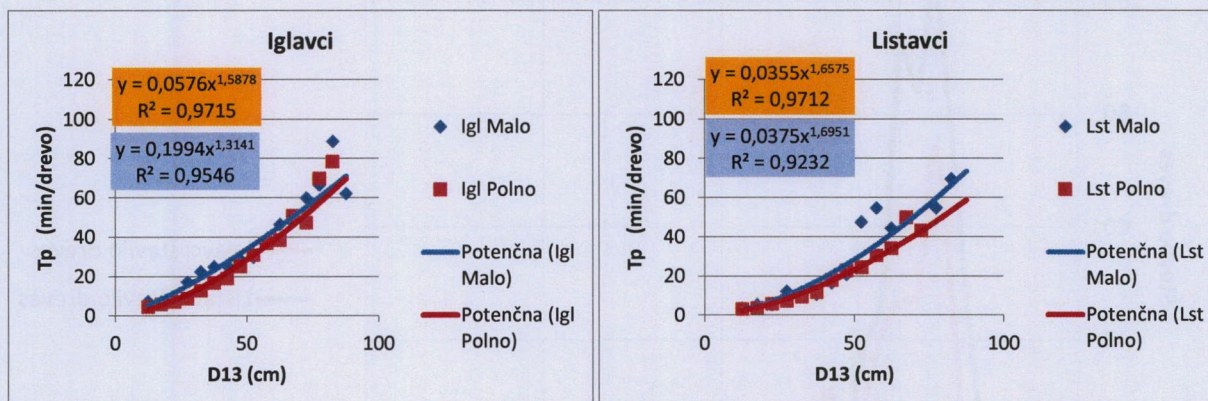 Iglavci
y = 0,0576x^1,5878
R² = 0,9715
y = 0,1994x^1,3141
R² = 0,9546
120
100
80
60
40
20
0
0 50 100
Tp (min/drevo)
D13 (cm)
Igl Malo
Igl Polno
Potenčna (Igl
Malo)
Potenčna (Igl
Polno)
Listavci
y = 0,0355x^1,6575
R² = 0,9712
y = 0,0375x^1,6951
R² = 0,9232
120
100
80
60
40
20
0
0 50 100
Tp (min/drevo)
D13 (cm)
Lst Malo
Lst Polno
Potenčna (Lst
Malo)
Potenčna (Lst
Polno)